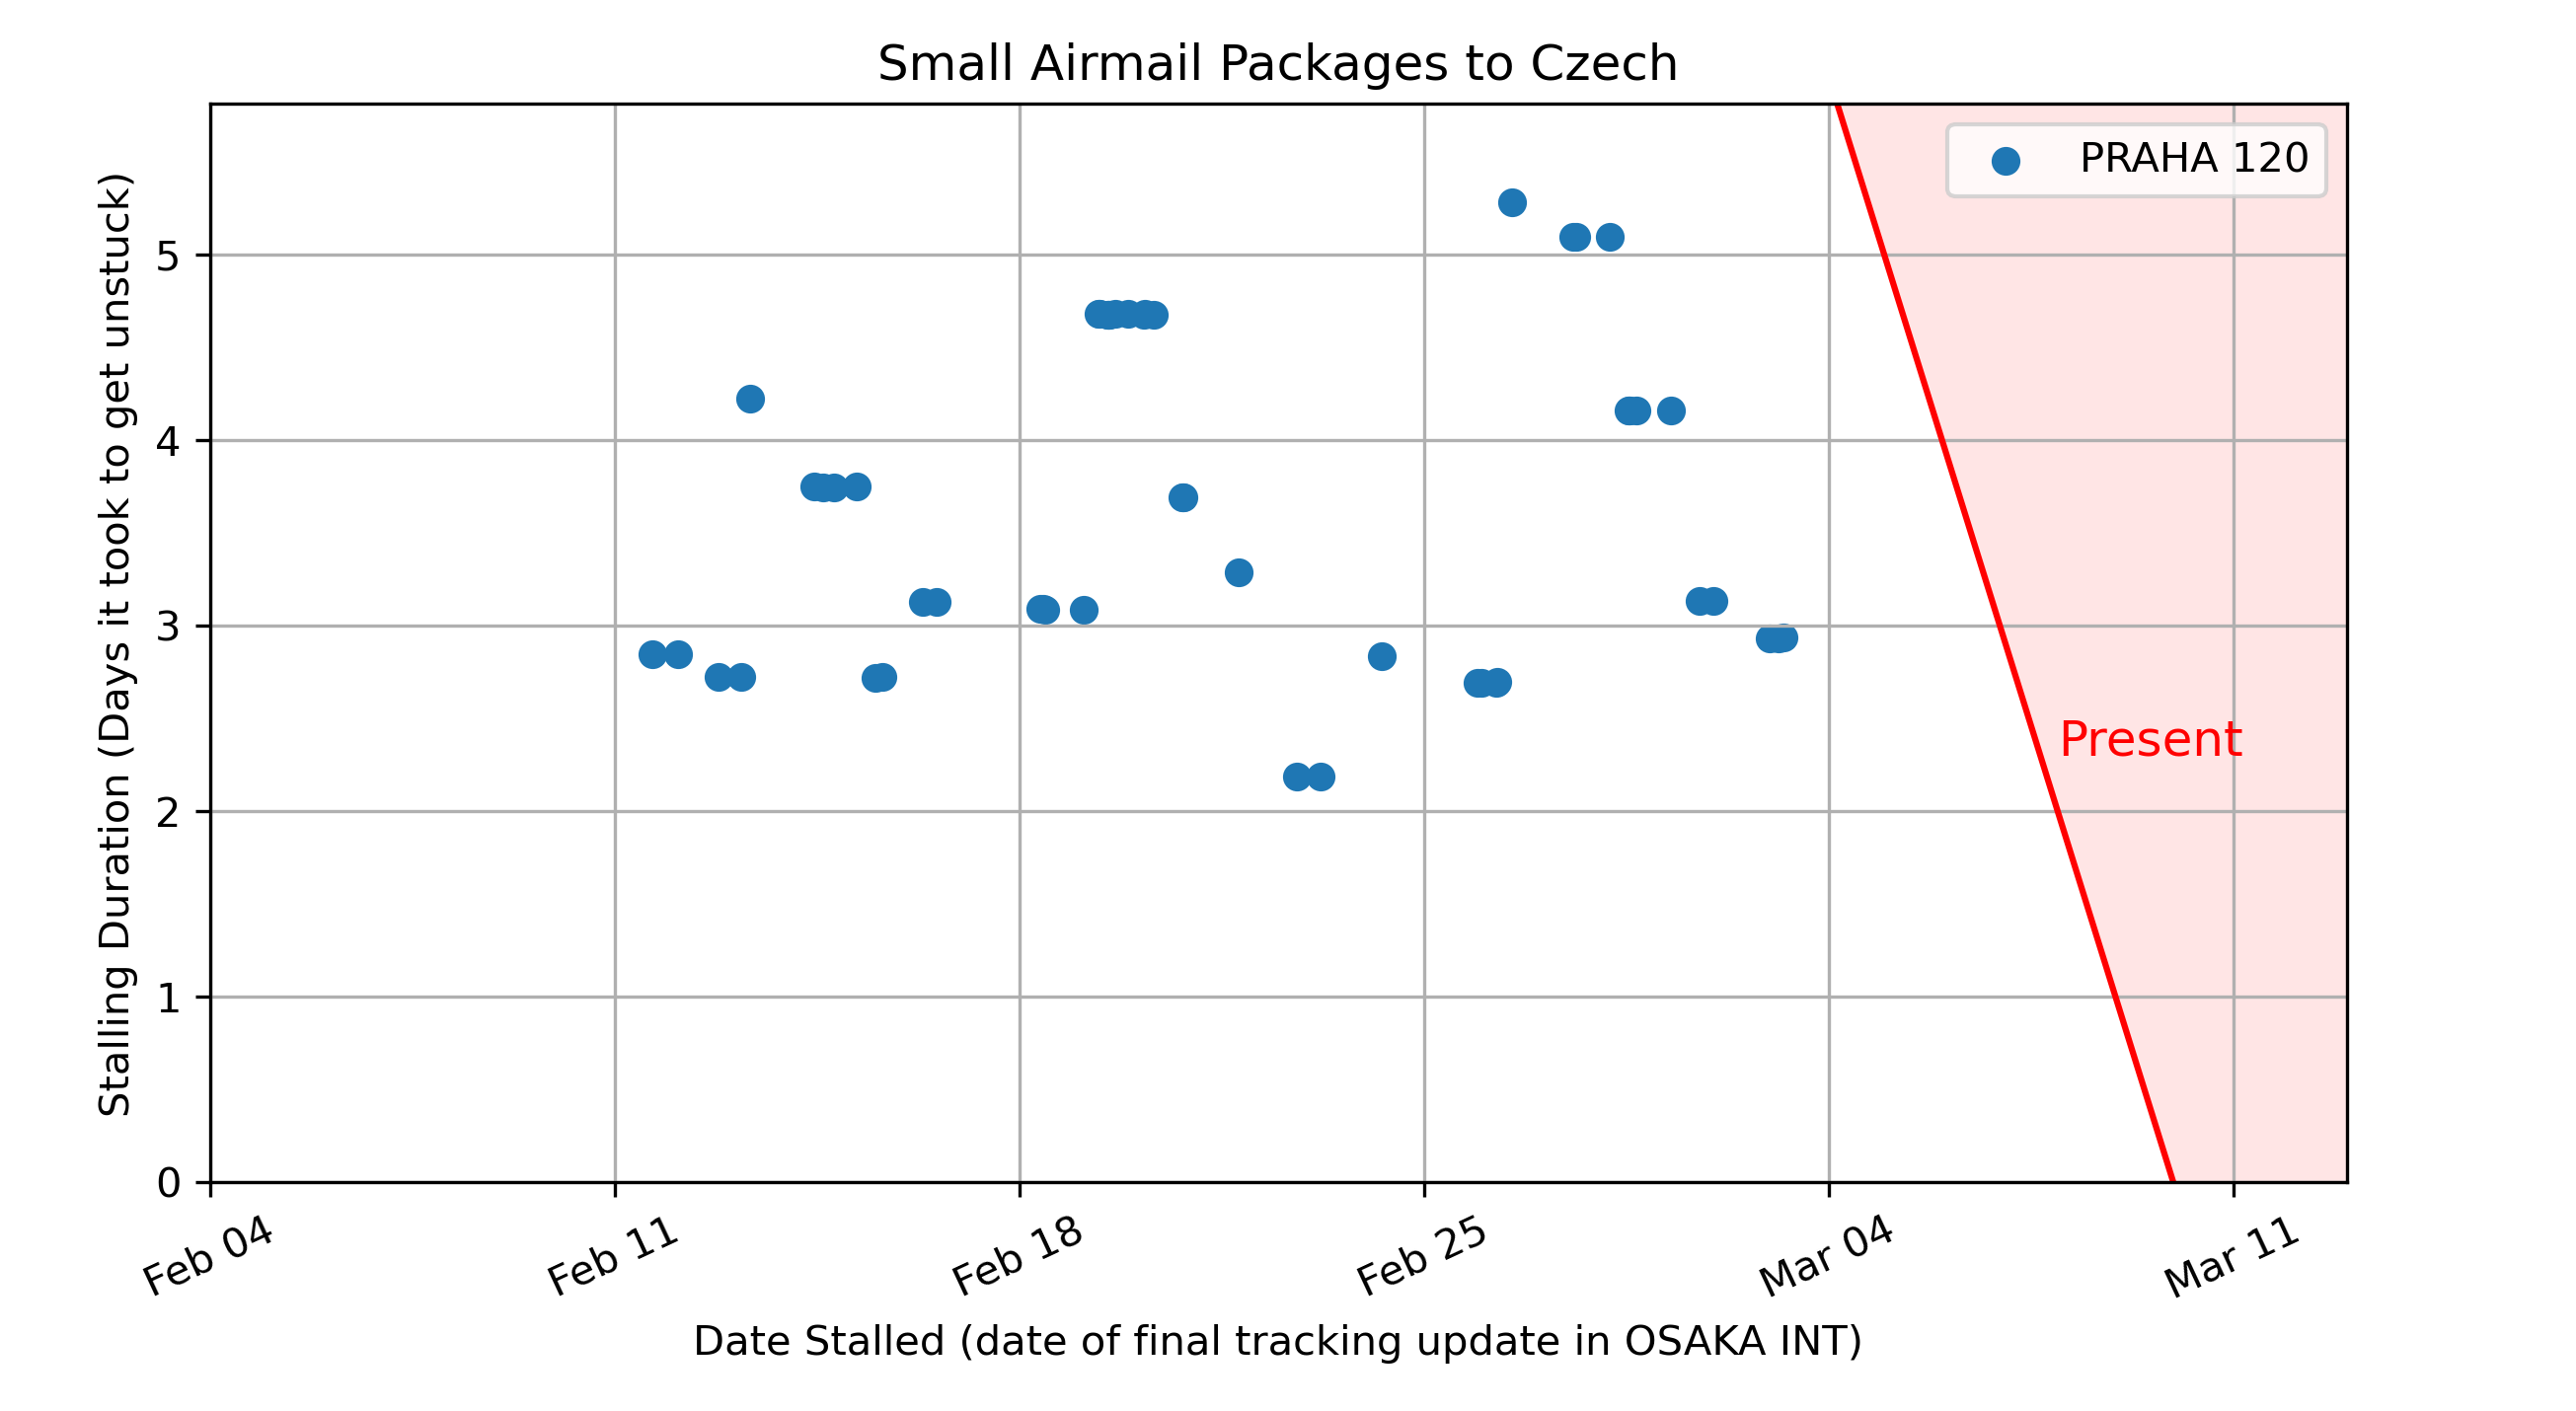 Small Airmail Packages to Czech
PRAHA 120
Stalling Duration (Days it took to get unstuck)
5
4
3
2
1
0
Present
Feb 04
Feb 11
Feb 18
Feb 25
Mar 04
Mar 11
Date Stalled (date of final tracking update in OSAKA INT)